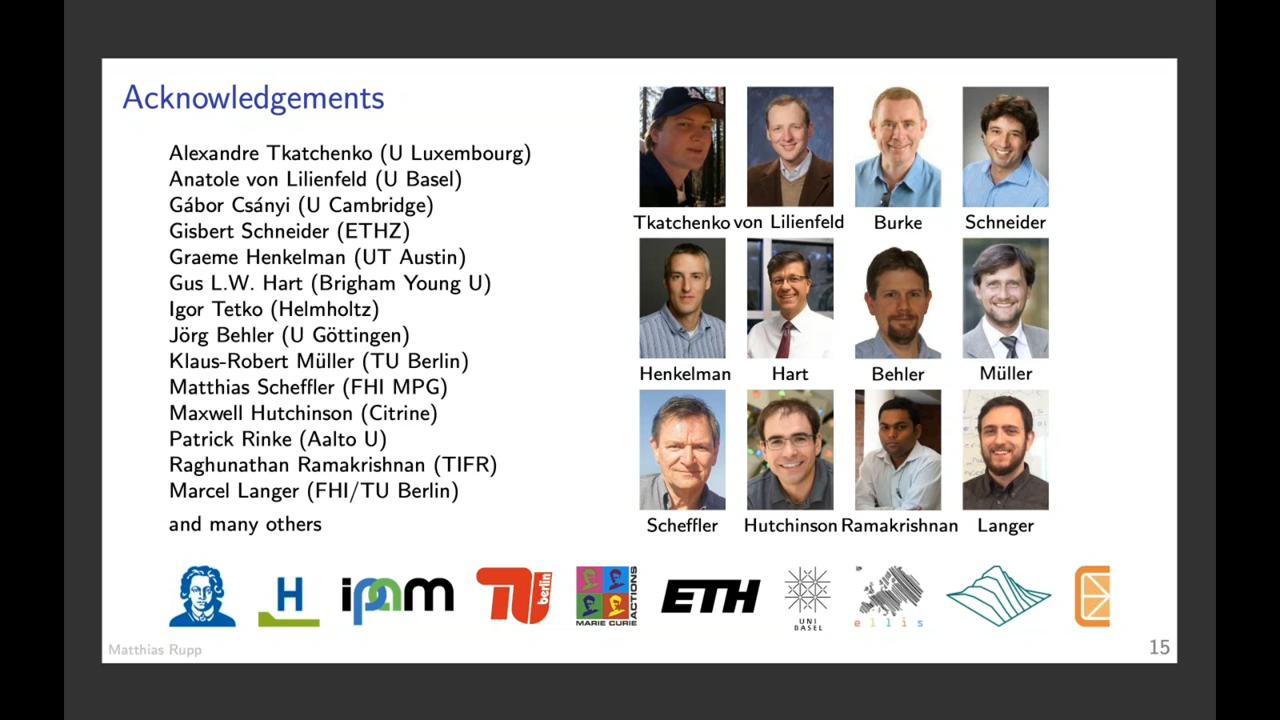 Acknowledgements
Alexandre Tkatchenko (U Luxembourg)
Anatole von Lilienfeld (U Basel)
Gábor Csányi (U Cambridge)
Gisbert Schneider (ETHZ)
Graeme Henkelman (UT Austin)
Gus L.W. Hart (Brigham Young U)
Igor Tetko (Helmholtz)
Jörg Behler (U Göttingen)
Klaus-Robert Müller (TU Berlin)
Matthias Scheffler (FHI MPG)
Maxwell Hutchinson (Citrine)
Patrick Rinke (Aalto U)
Raghunathan Ramakrishnan (TIFR)
Marcel Langer (FHI/TU Berlin)
and many others
Tkatchenko von Lilienfeld Burke Schneider
Henkelman Hart Behler Müller
Scheffler Hutchinson Ramakrishnan Langer
H
ipam
TU berlin
MARIE CURIE ACTIONS
ETH
UNI
BASEL
ellis
Matthias Rupp
15